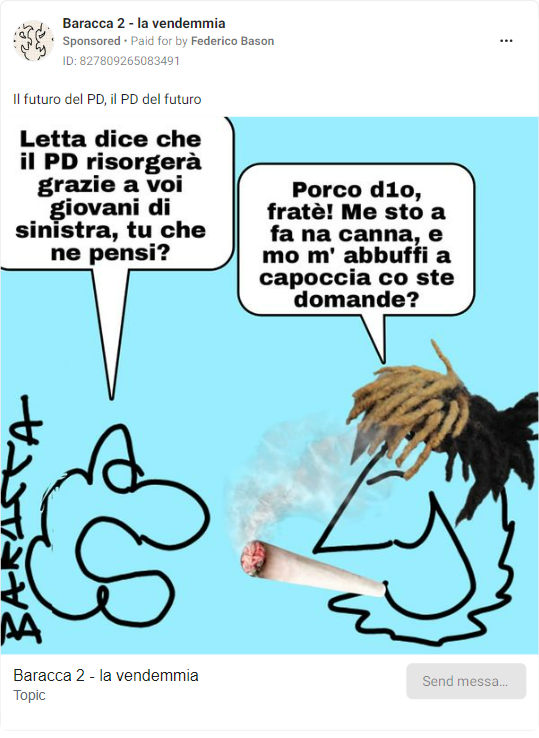 Baracca 2 - la vendemmia
Sponsored • Paid for by Federico Bason
ID: 827809265083491
Il futuro del PD, il PD del futuro
Letta dice che
il PD risorgerà
grazie a voi
giovani di
sinistra, tu che
ne pensi?
Porco d1o,
fratè! Me sto a
fa na canna, e
mo m' abbuffi a
capoccia co ste
domande?
Baracca 2 - la vendemmia
Topic
Send messa...